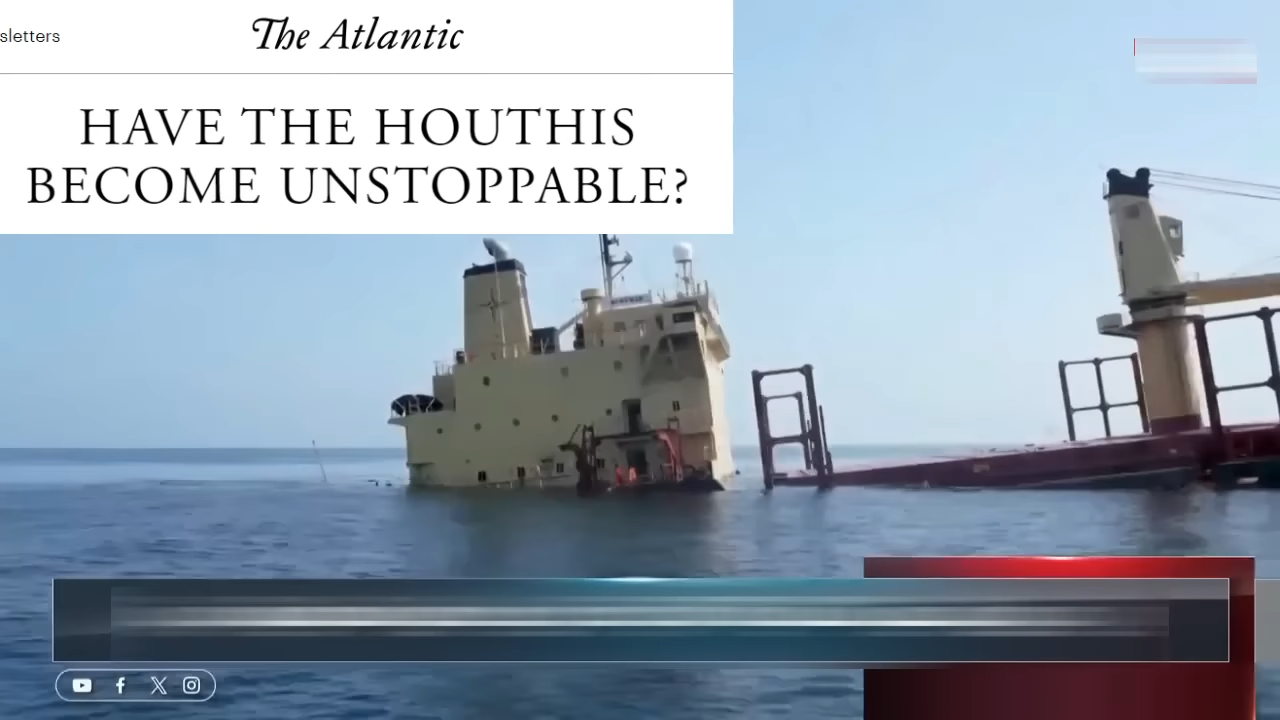 sletters
The Atlantic
HAVE THE HOUTHIS
BECOME UNSTOPPABLE?